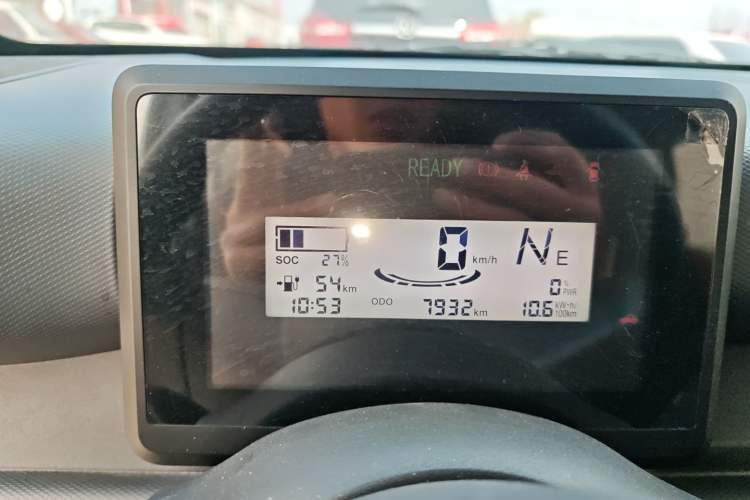 READY
SOC 27%
0 km/h
N E
54 km
0 % PWR
10:53
ODO 7932 km
10.6 kW·h/100km